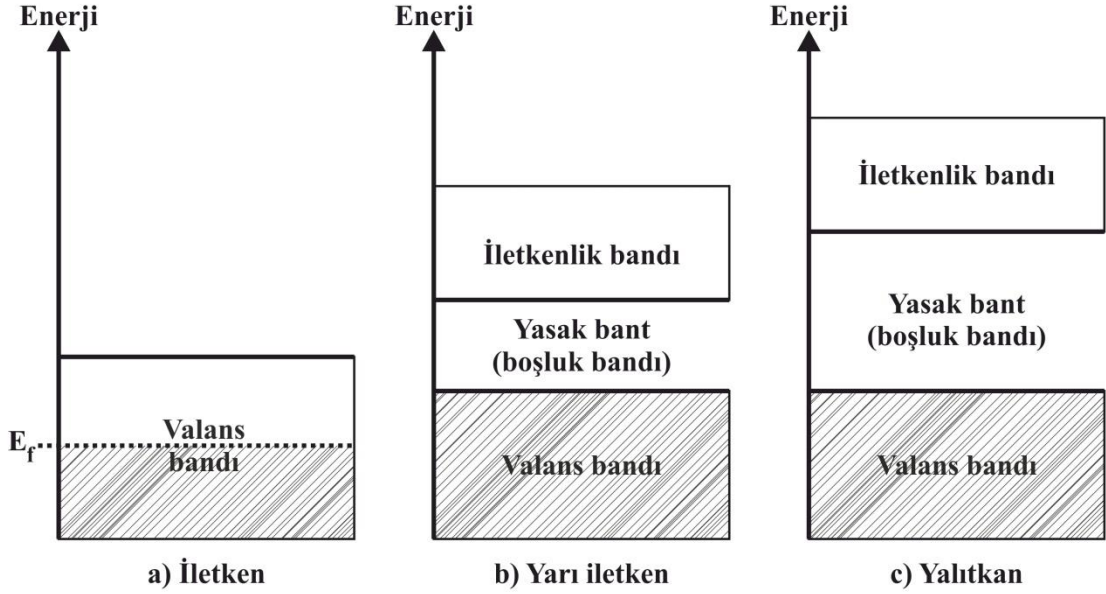 Enerji
Valans
bandı
E_f
a) İletken
Enerji
İletkenlik bandı
Yasak bant
(boşluk bandı)
Valans bandı
b) Yarı iletken
Enerji
İletkenlik bandı
Yasak bant
(boşluk bandı)
Valans bandı
c) Yalıtkan